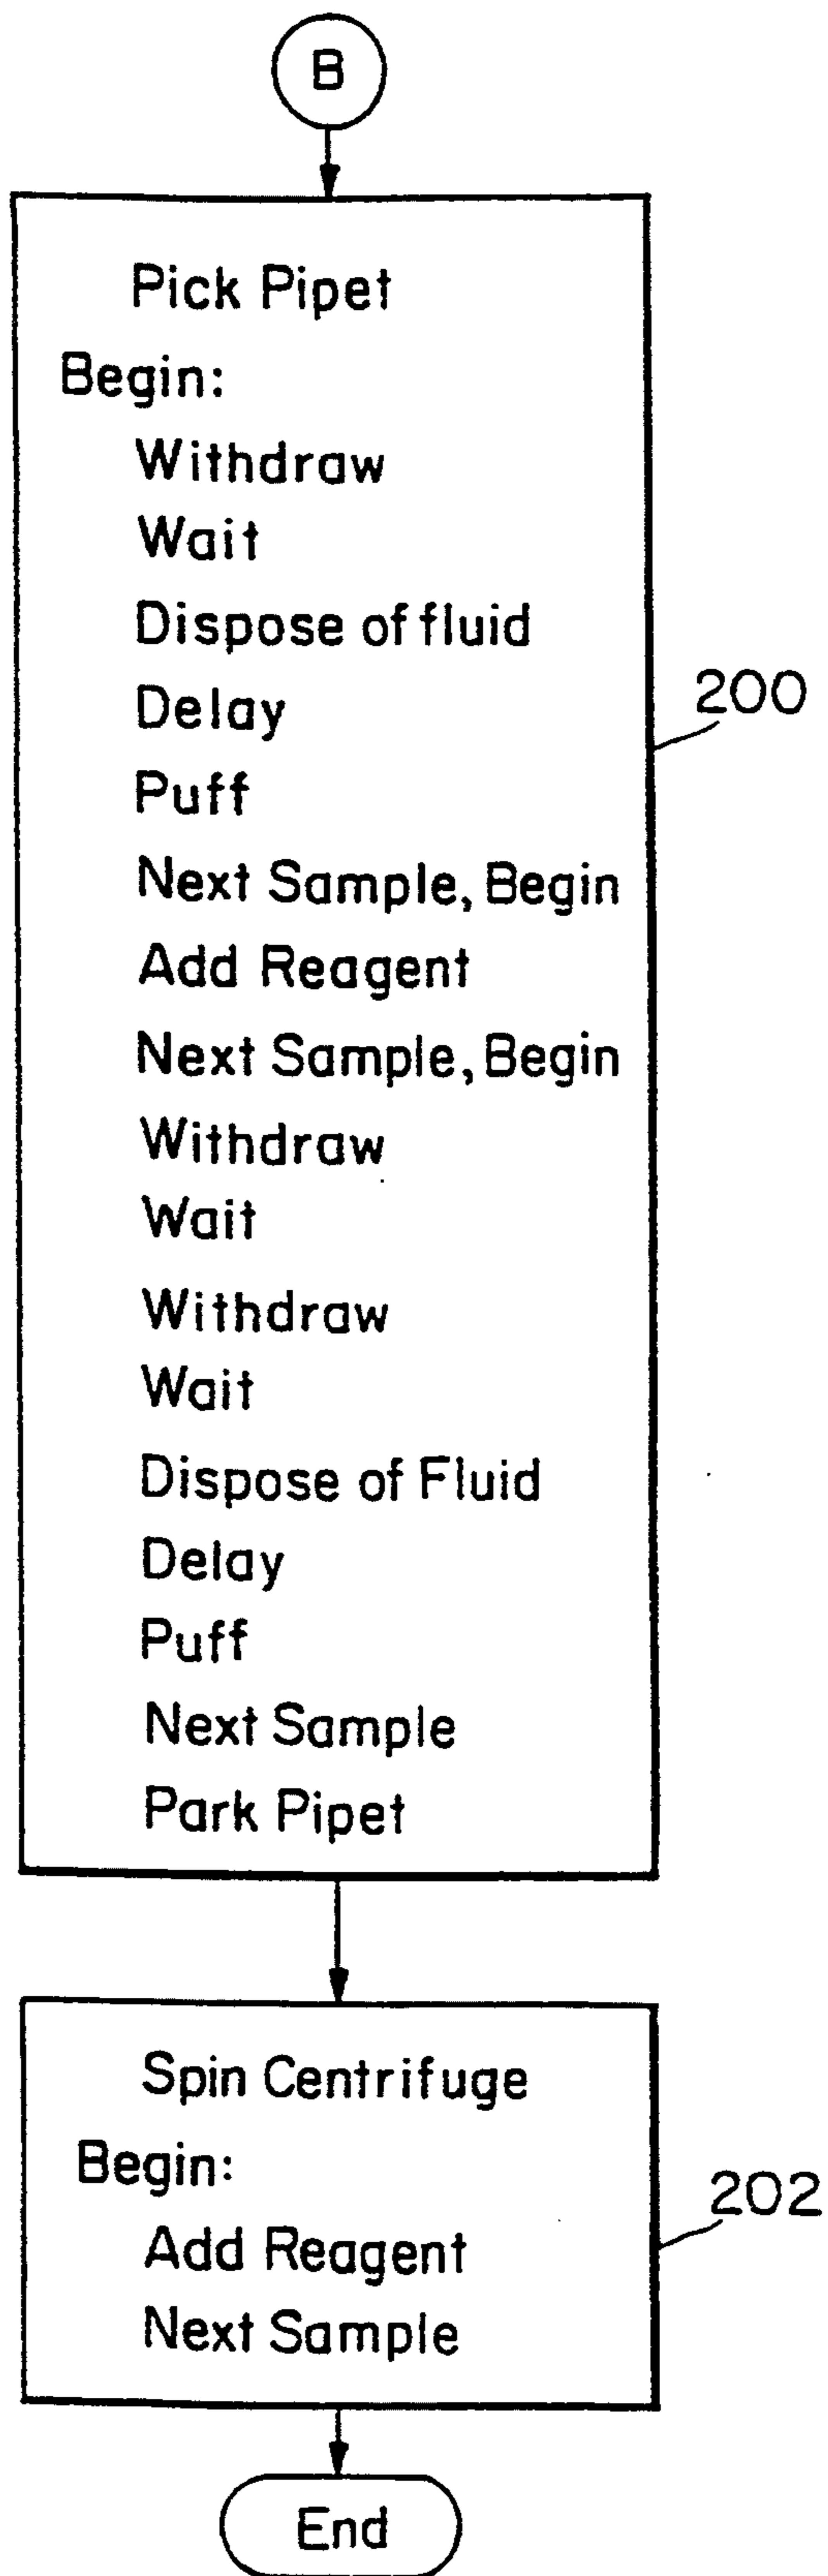 B
Pick Pipet
Begin:
Withdraw
Wait
Dispose of fluid
Delay
200
Puff
Next Sample, Begin
Add Reagent
Next Sample, Begin
Withdraw
Wait
Withdraw
Wait
Dispose of Fluid
Delay
Puff
Next Sample
Park Pipet
Spin Centrifuge
Begin:
202
Add Reagent
Next Sample
End